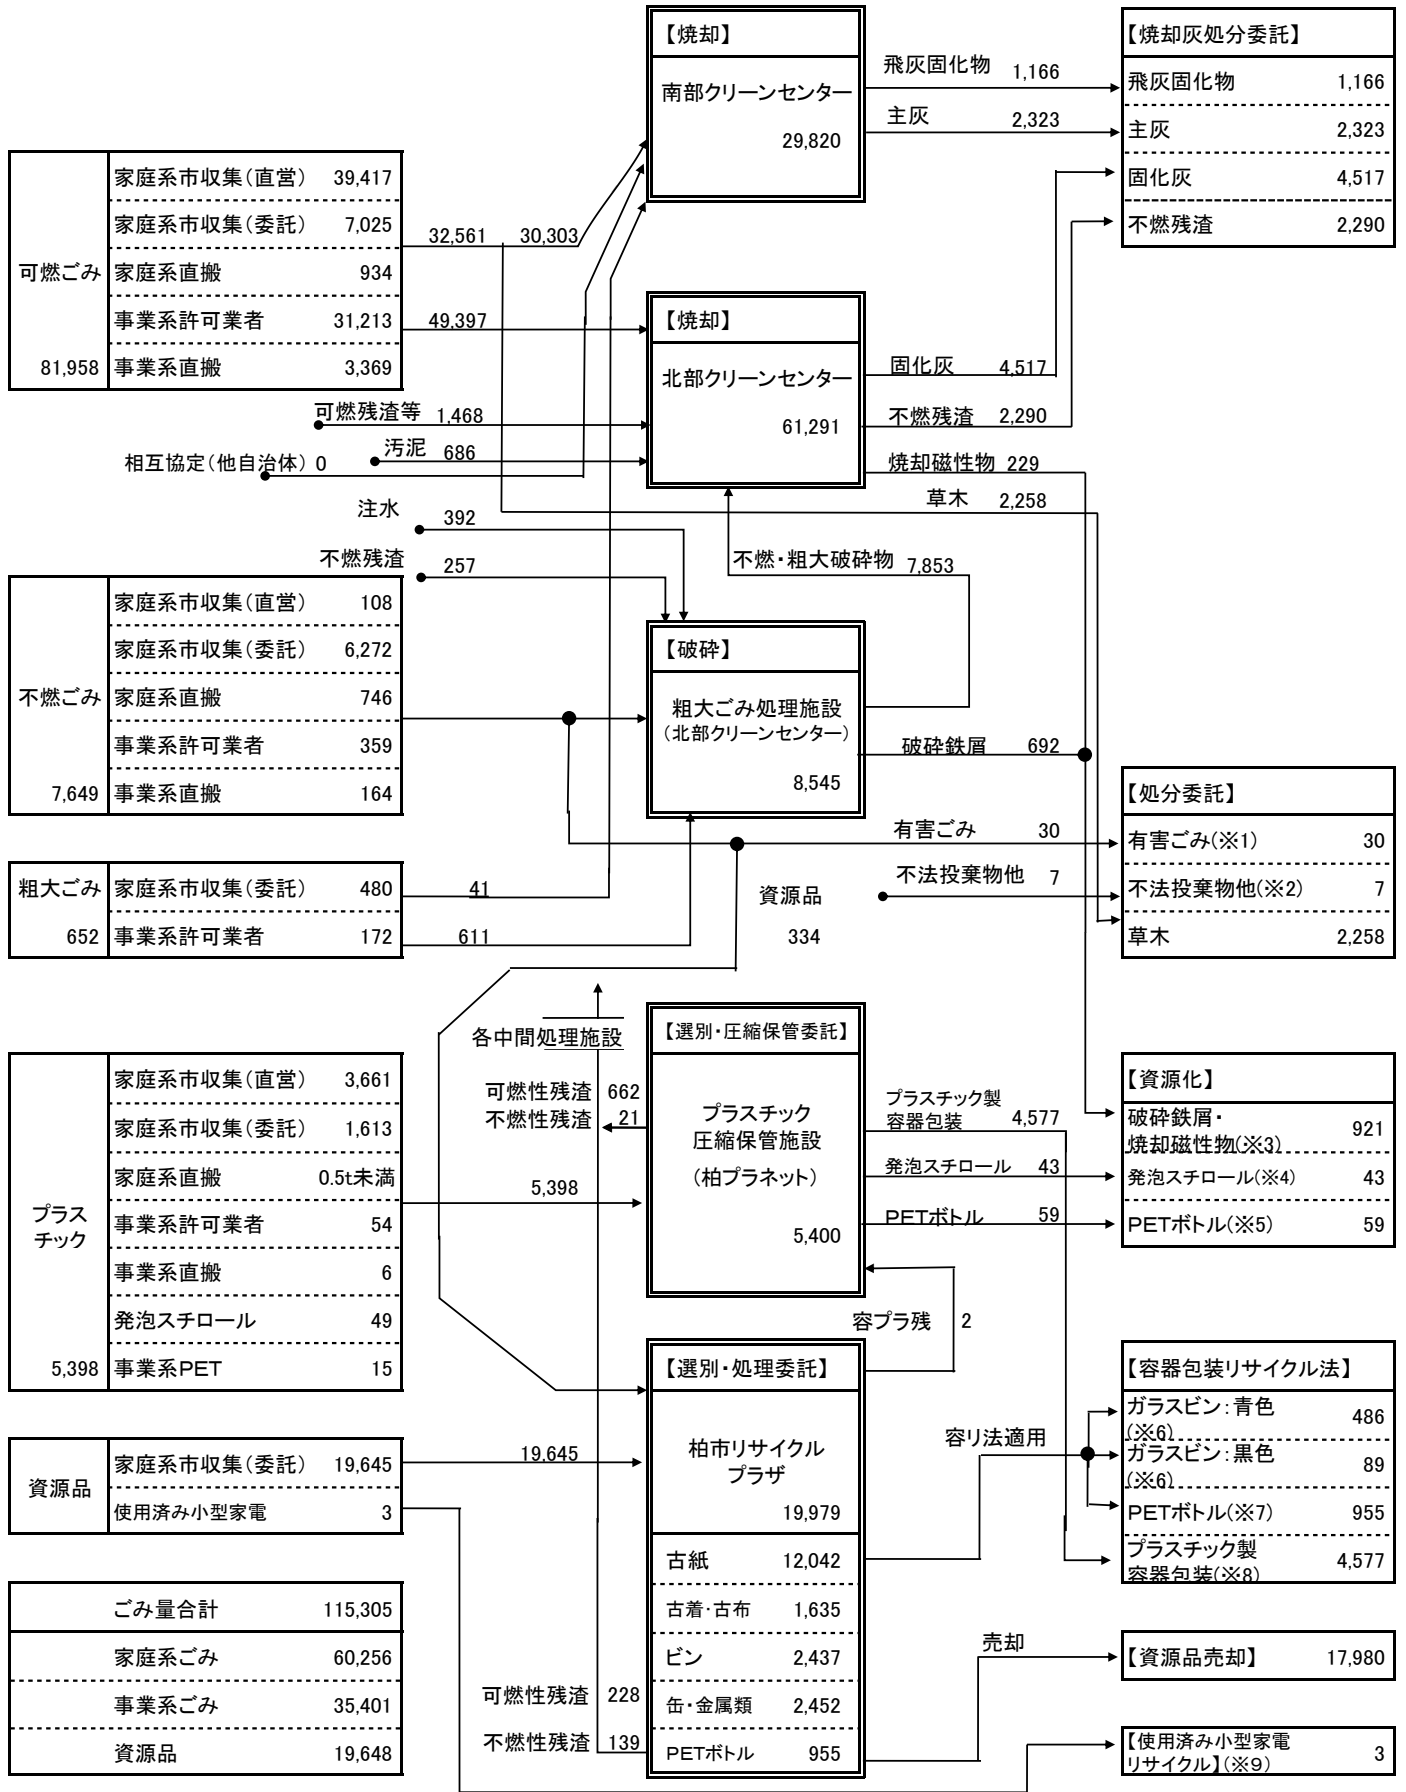 【焼却】
南部クリーンセンター
29,820
飛灰固化物 1,166
主灰 2,323
【焼却灰処分委託】
飛灰固化物 1,166
主灰 2,323
固化灰 4,517
不燃残渣 2,290
可燃ごみ
81,958
家庭系市収集(直営) 39,417
家庭系市収集(委託) 7,025
家庭系直搬 934
事業系許可業者 31,213
事業系直搬 3,369
32,561 30,303
49,397
【焼却】
北部クリーンセンター
61,291
固化灰 4,517
不燃残渣 2,290
焼却磁性物 229
草木 2,258
可燃残渣等 1,468
汚泥 686
相互協定(他自治体) 0
注水 392
不燃残渣 257
不燃・粗大破砕物 7,853
不燃ごみ
7,649
家庭系市収集(直営) 108
家庭系市収集(委託) 6,272
家庭系直搬 746
事業系許可業者 359
事業系直搬 164
【破砕】
粗大ごみ処理施設
(北部クリーンセンター)
8,545
破砕鉄屑 692
有害ごみ 30
不法投棄物他 7
【処分委託】
有害ごみ(※1) 30
不法投棄物他(※2) 7
草木 2,258
粗大ごみ
652
家庭系市収集(委託) 480
事業系許可業者 172
41
611
資源品
334
各中間処理施設
可燃性残渣 662
不燃性残渣 21
【選別・圧縮保管委託】
プラスチック
圧縮保管施設
(柏プラネット)
5,400
プラスチック製
容器包装 4,577
発泡スチロール 43
PETボトル 59
【資源化】
破砕鉄屑・
焼却磁性物(※3) 921
発泡スチロール(※4) 43
PETボトル(※5) 59
プラス
チック
5,398
家庭系市収集(直営) 3,661
家庭系市収集(委託) 1,613
家庭系直搬 0.5t未満
事業系許可業者 54
事業系直搬 6
発泡スチロール 49
事業系PET 15
5,398
容プラ残 2
【選別・処理委託】
柏市リサイクル
プラザ
19,979
古紙 12,042
古着・古布 1,635
ビン 2,437
缶・金属類 2,452
PETボトル 955
容リ法適用
【容器包装リサイクル法】
ガラスビン：青色
(※6) 486
ガラスビン：黒色
(※6) 89
PETボトル(※7) 955
プラスチック製
容器包装(※8) 4,577
資源品
家庭系市収集(委託) 19,645
使用済み小型家電 3
19,645
ごみ量合計 115,305
家庭系ごみ 60,256
事業系ごみ 35,401
資源品 19,648
可燃性残渣 228
不燃性残渣 139
売却
【資源品売却】 17,980
【使用済み小型家電
リサイクル】(※9) 3